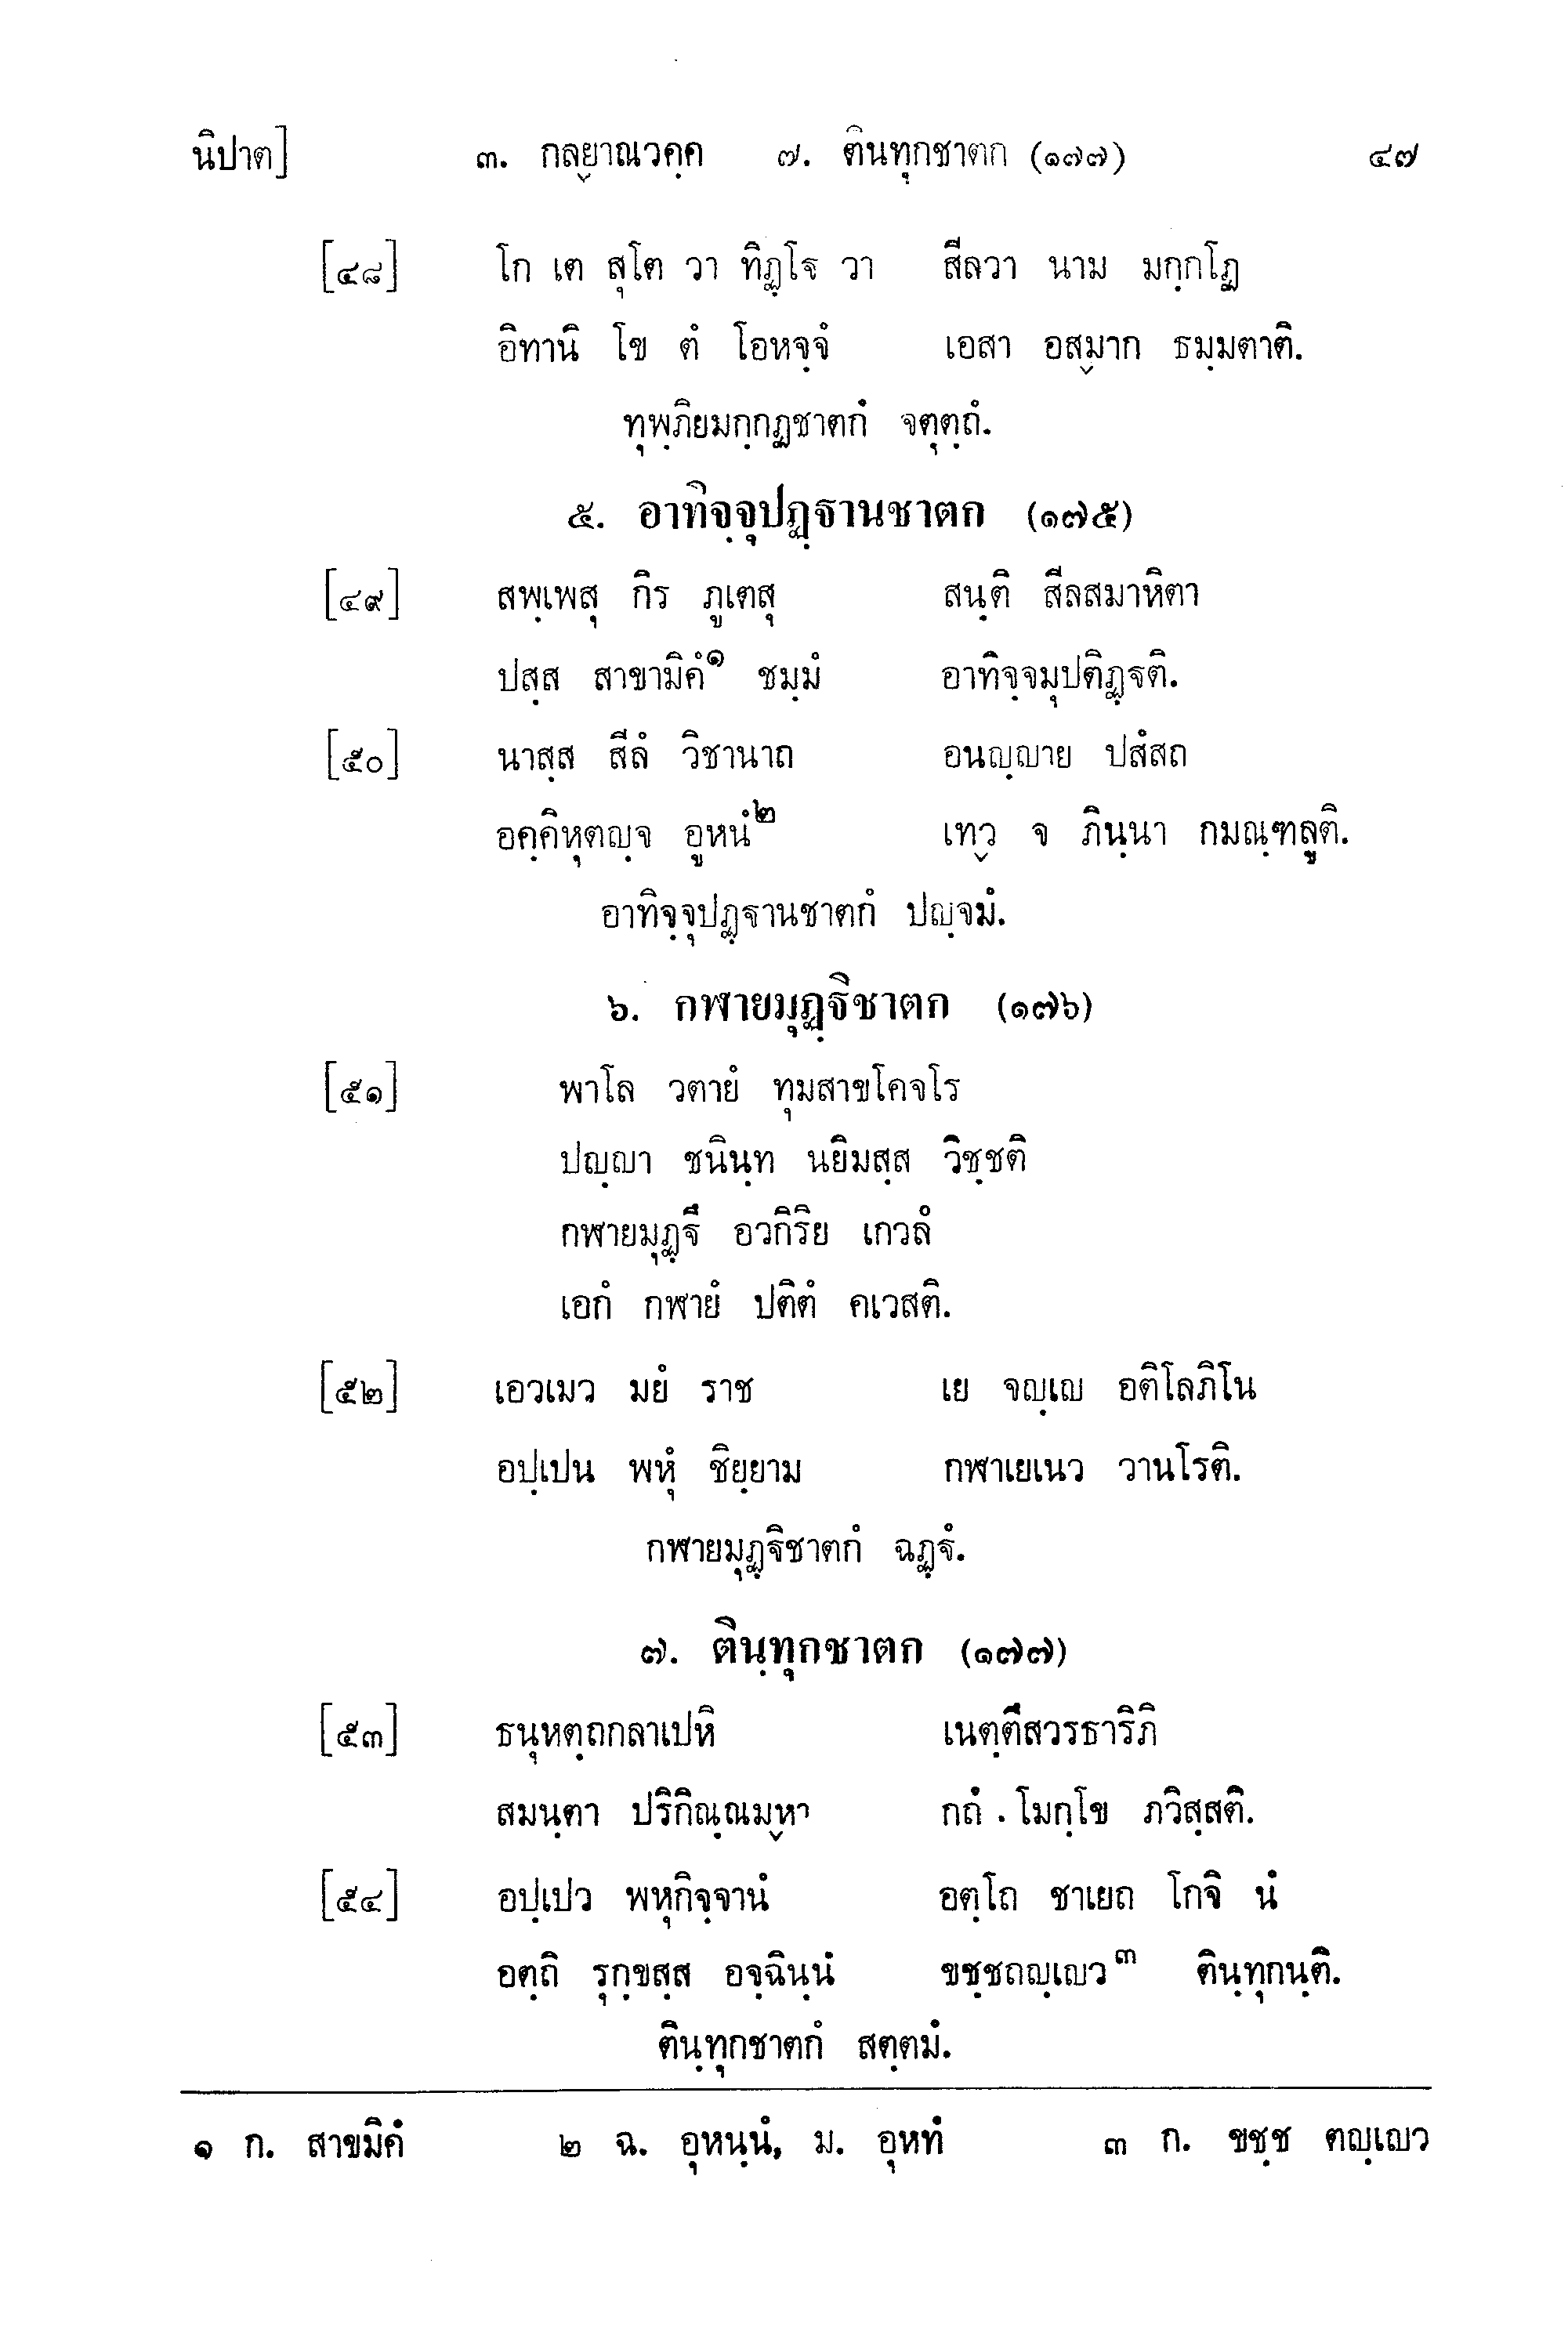 นิปาต] ๓. กลฺยาณวคฺค ๗. ตินทุกชาตก (๑๗๗) ๔๗
[๔๘] โก เต สุโต วา ทิฏฺโฐ วา สีลวา นาม มกฺกโฏ
อิทานิ โข ตํ โอหจฺจํ เอสา อสฺมาก ธมฺมตาติ.
ทุพฺภิยมกฺกฏชาตกํ จตุตฺถํ.
๕. อาทิจฺจุปฏฺฐานชาตก (๑๗๕)
[๔๙] สพฺเพสุ กิร ภูเตสุ สนฺติ สีลสมาหิตา
ปสฺส สาขามิคํ๑ ชมฺมํ อาทิจฺจมุปติฏฺฐติ.
[๕๐] นาสฺส สีลํ วิชานาถ อนญฺญาย ปสํสถ
อคฺคิหุตญฺจ อูหนํ๒ เทฺว จ ภินฺนา กมณฺฑลูติ.
อาทิจฺจุปฏฺฐานชาตกํ ปญฺจมํ.
๖. กฬายมุฏฺฐิชาตก (๑๗๖)
[๕๑] พาโล วตายํ ทุมสาขโคจโร
ปญฺญา ชนินฺท นยิมสฺส วิชฺชติ
กฬายมุฏฺฐึ อวกิริย เกวลํ
เอกํ กฬายํ ปติตํ คเวสติ.
[๕๒] เอวเมว มยํ ราช เย จญฺเญ อติโลภิโน
อปฺเปน พหุํ ชิยฺยาม กฬาเยเนว วานโรติ.
กฬายมุฏฺฐิชาตกํ ฉฏฺฐํ.
๗. ตินฺทุกชาตก (๑๗๗)
[๕๓] ธนุหตฺถกลาเปหิ เนตฺตึสวรธาริภิ
สมนฺตา ปริกิณฺณมฺหา กถํ โมกฺโข ภวิสฺสติ.
[๕๔] อปฺเปว พหุกิจฺจานํ อตฺโถ ชาเยถ โกจิ นํ
อตฺถิ รุกฺขสฺส อจฺฉินฺนํ ขชฺชถญฺเญว๓ ตินฺทุกนฺติ.
ตินฺทุกชาตกํ สตฺตมํ.
๑ ก. สาขมิคํ ๒ ฉ. อุหนฺนํ, ม. อุหทํ ๓ ก. ขชฺช ตญฺเญว